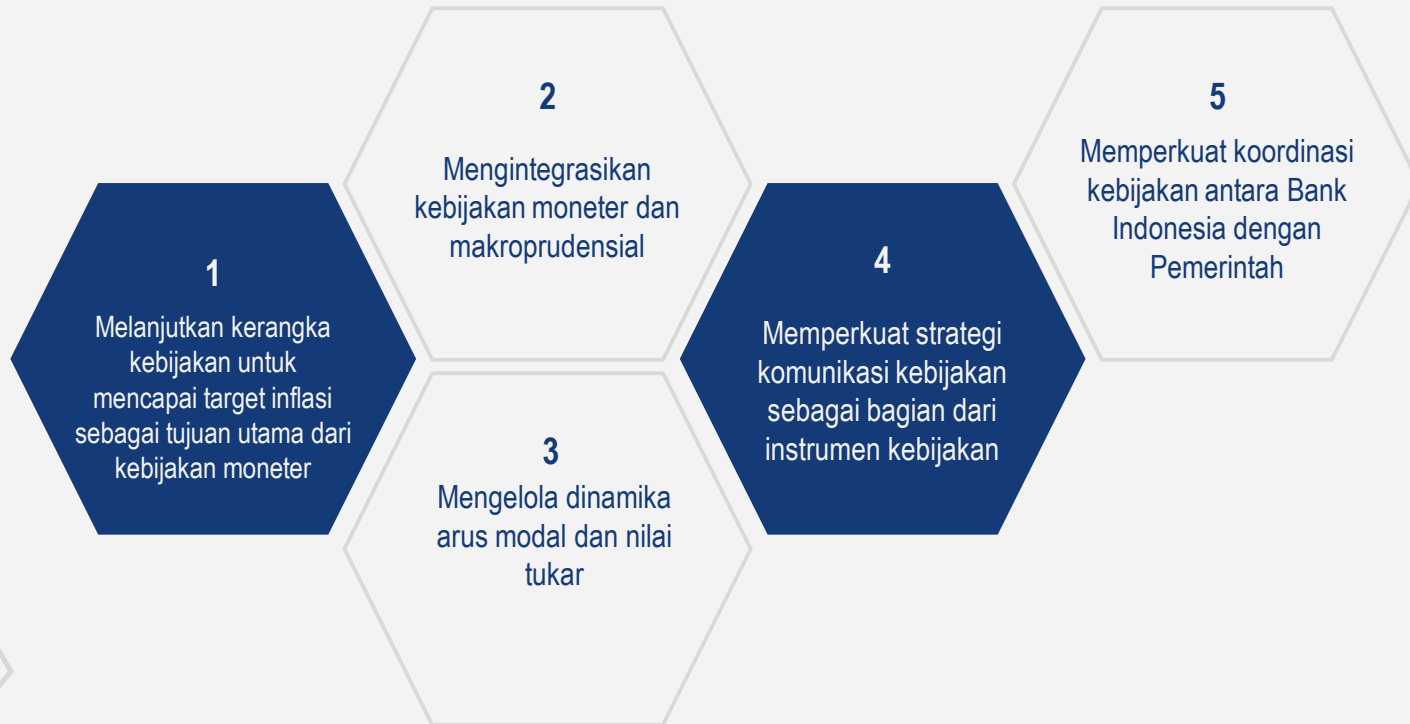 1
Melanjutkan kerangka
kebijakan untuk
mencapai target inflasi
sebagai tujuan utama dari
kebijakan moneter
2
Mengintegrasikan
kebijakan moneter dan
makroprudensial
3
Mengelola dinamika
arus modal dan nilai
tukar
4
Memperkuat strategi
komunikasi kebijakan
sebagai bagian dari
instrumen kebijakan
5
Memperkuat koordinasi
kebijakan antara Bank
Indonesia dengan
Pemerintah